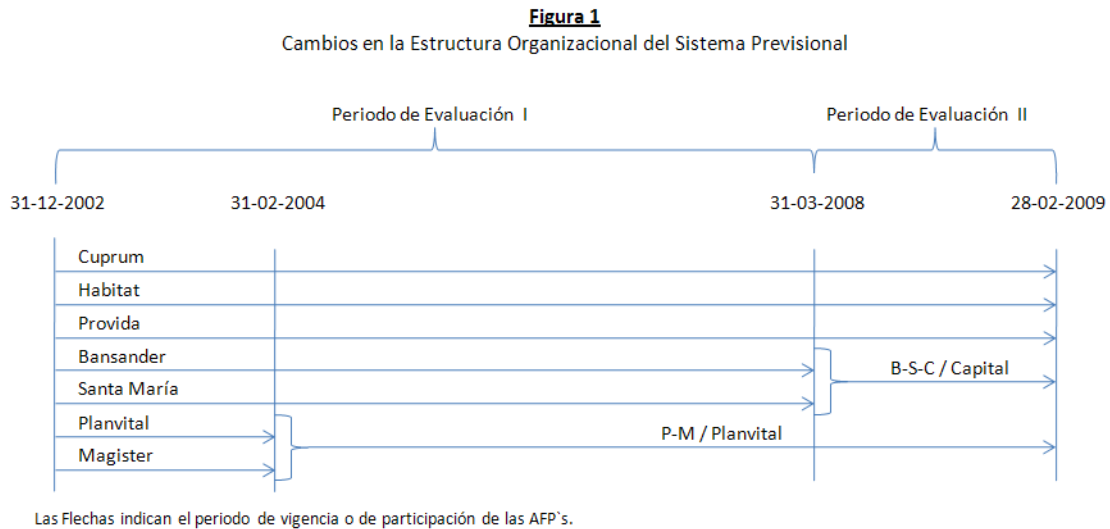 Figura 1
Cambios en la Estructura Organizacional del Sistema Previsional
Periodo de Evaluación I
Periodo de Evaluación II
31-12-2002
31-02-2004
31-03-2008
28-02-2009
Cuprum
Habitat
Provida
Bansander
B-S-C / Capital
Santa María
Planvital
P-M / Planvital
Magister
Las Flechas indican el periodo de vigencia o de participación de las AFP`s.